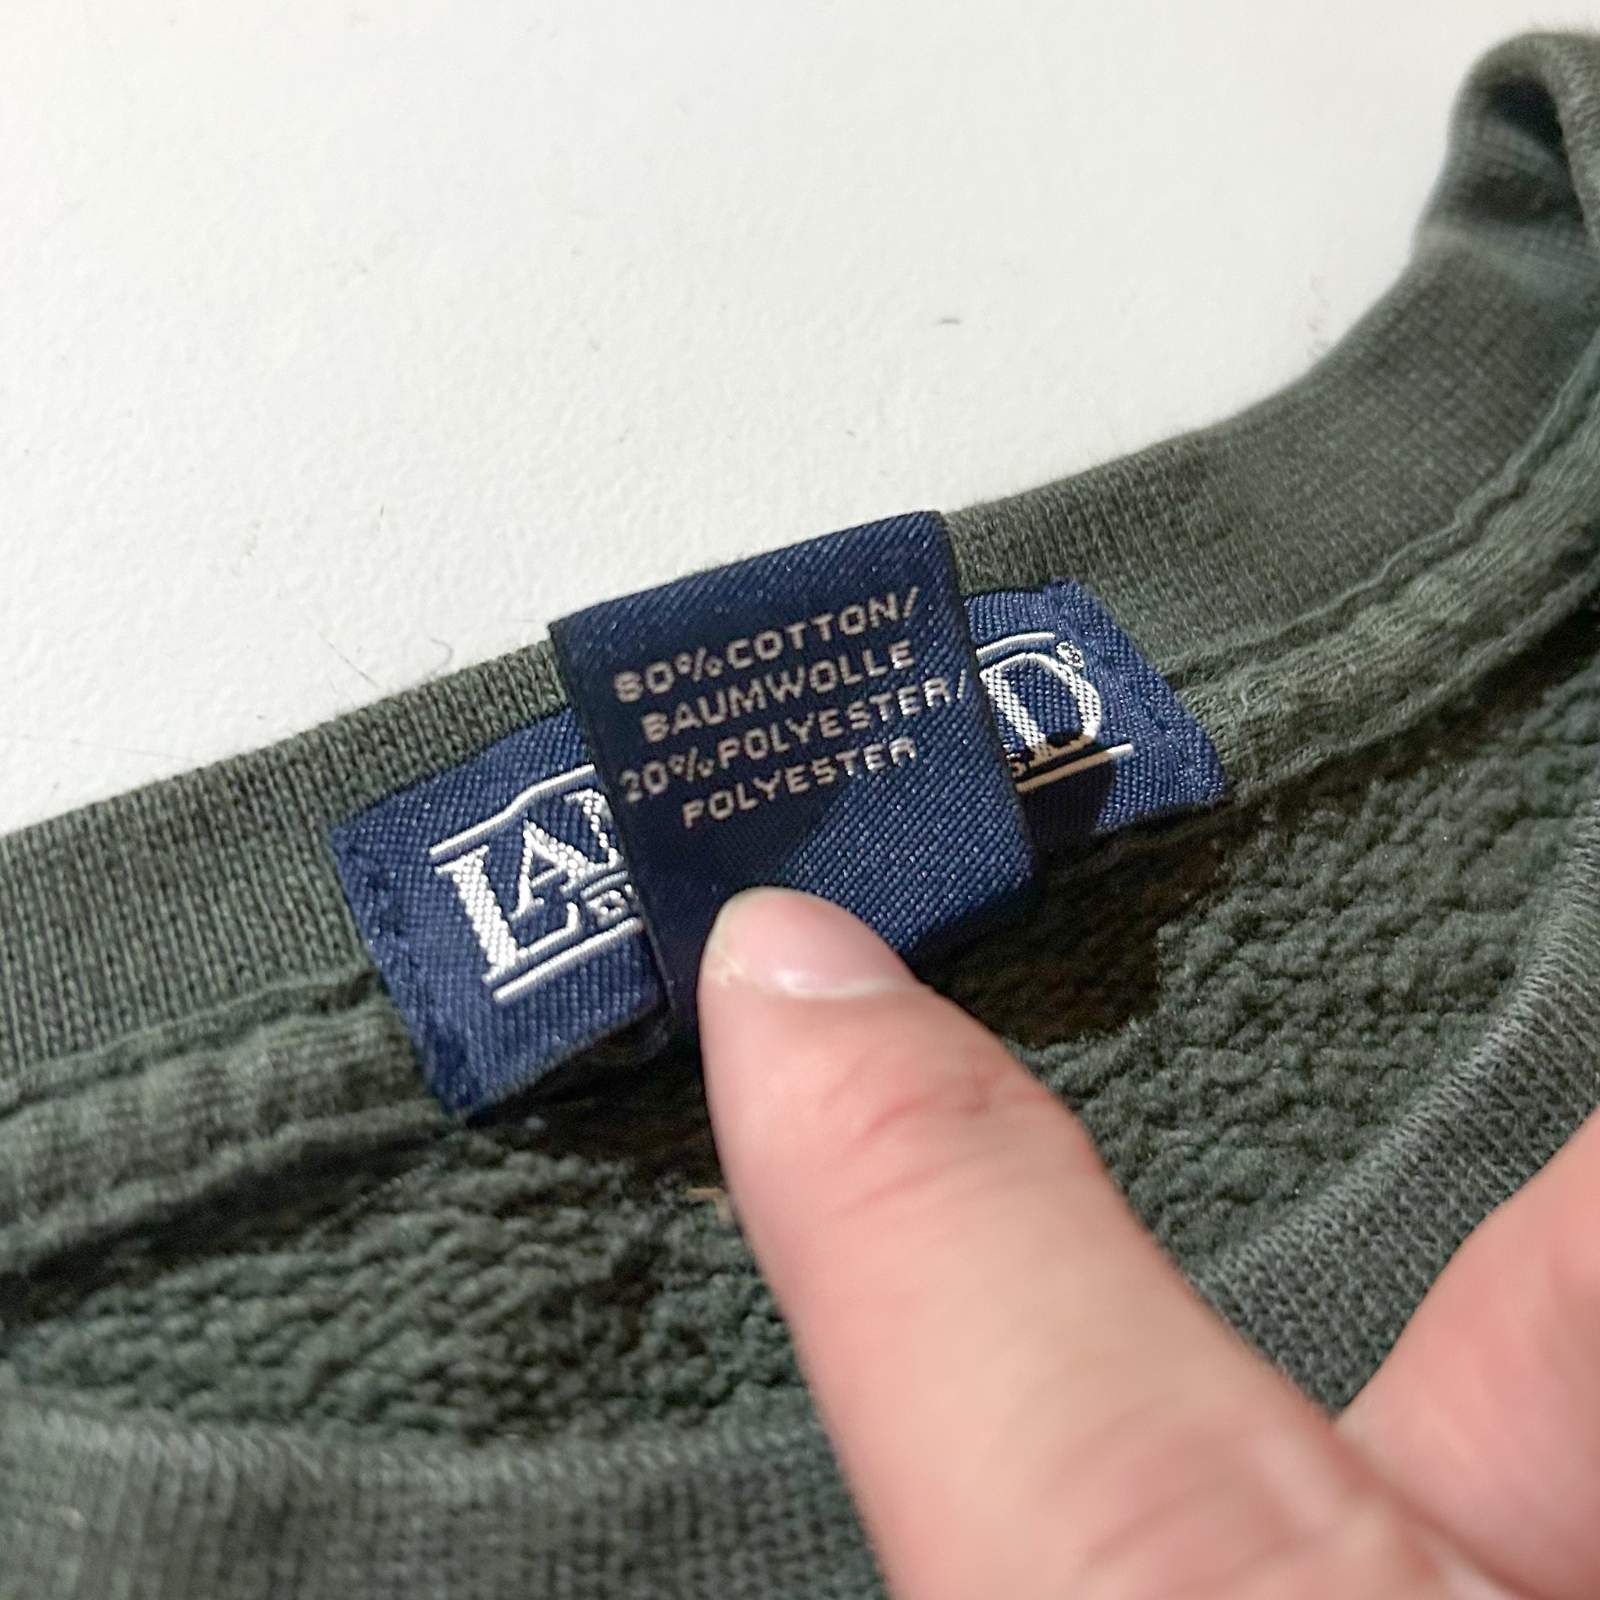 80% COTTON/
BAUMWOLLE
20% POLYESTER/
POLYESTER